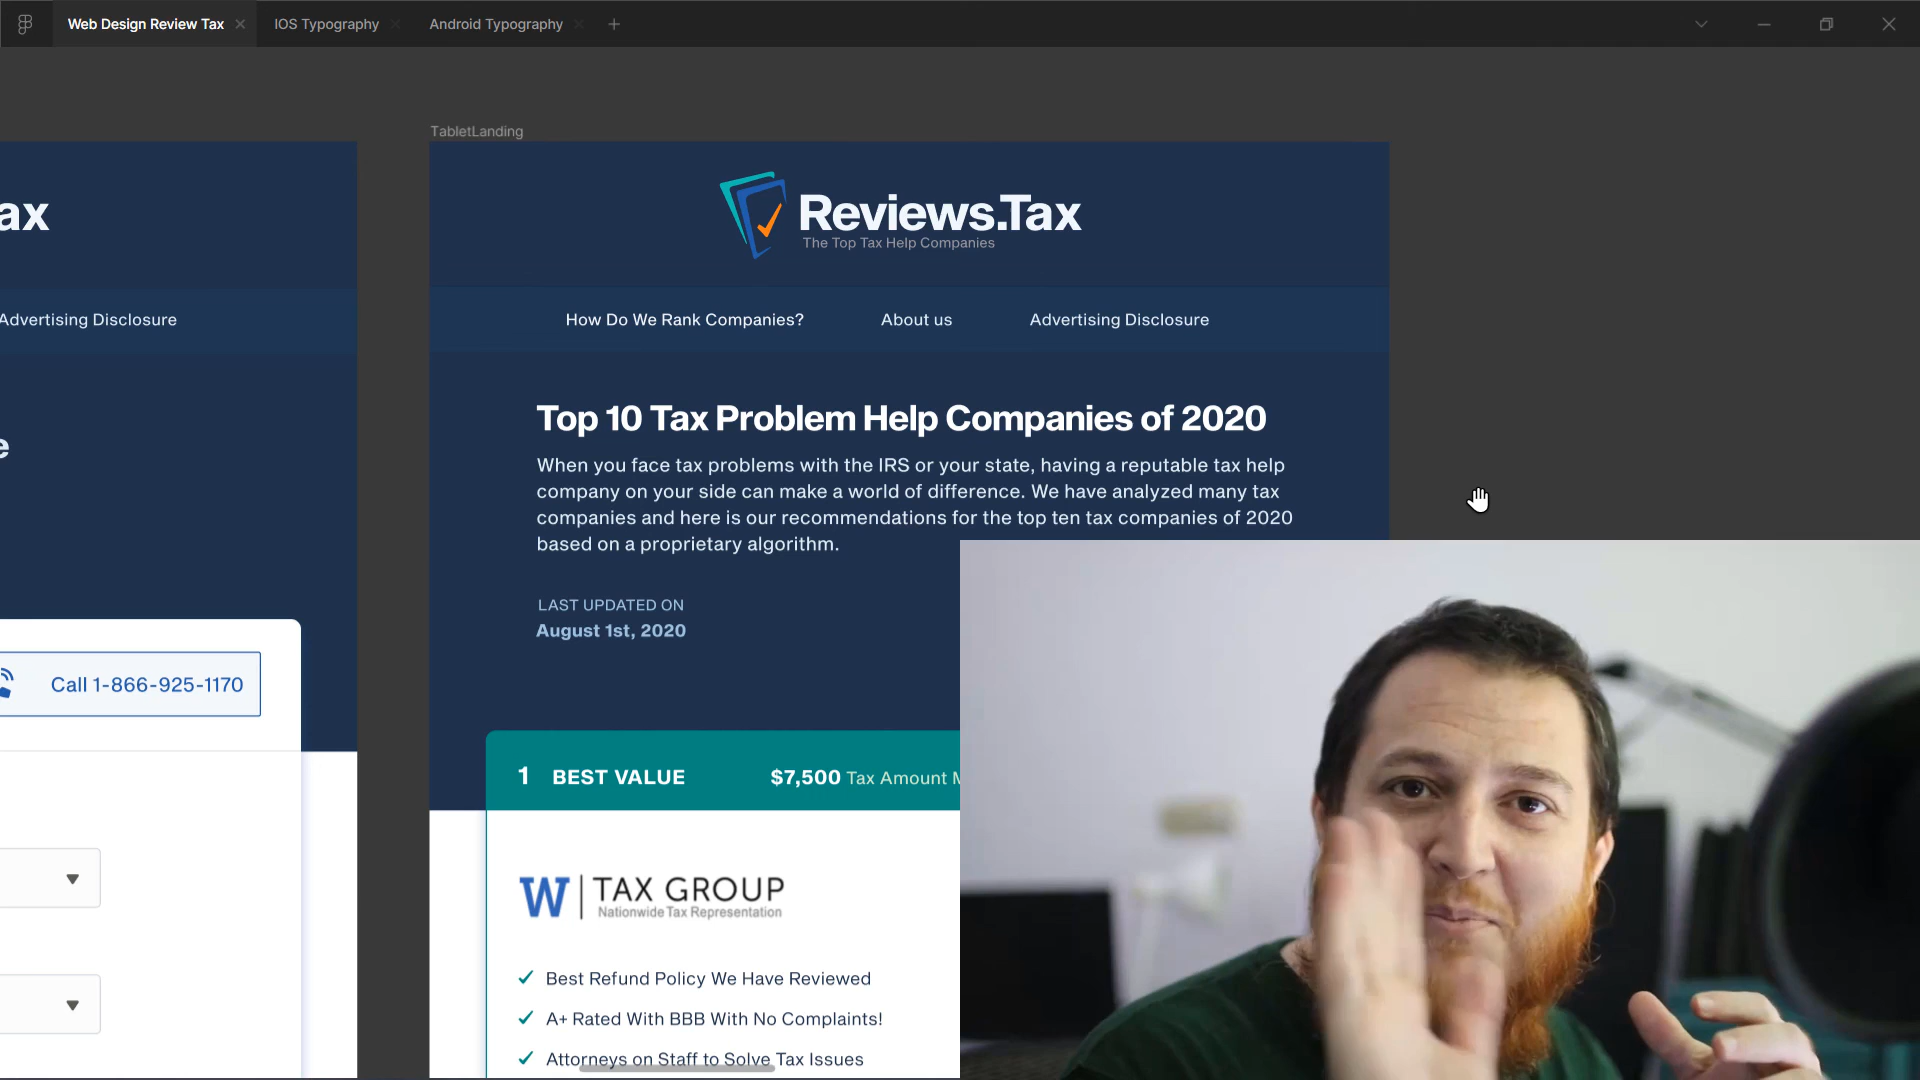 Web Design Review Tax
IOS Typography
Android Typography
TabletLanding
ax
Advertising Disclosure
e
Call 1-866-925-1170
Reviews.Tax
The Top Tax Help Companies
How Do We Rank Companies?
About us
Advertising Disclosure
Top 10 Tax Problem Help Companies of 2020
When you face tax problems with the IRS or your state, having a reputable tax help
company on your side can make a world of difference. We have analyzed many tax
companies and here is our recommendations for the top ten tax companies of 2020
based on a proprietary algorithm.
LAST UPDATED ON
August 1st, 2020
1 BEST VALUE
$7,500 Tax Amount
W TAX GROUP
Nationwide Tax Representation
Best Refund Policy We Have Reviewed
A+ Rated With BBB With No Complaints!
Attorneys on Staff to Solve Tax Issues